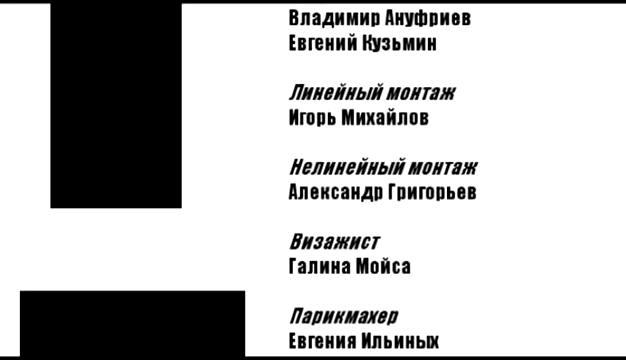 Владимир Ануфриев
Евгений Кузьмин
Линейный монтаж
Игорь Михайлов
Нелинейный монтаж
Александр Григорьев
Визажист
Галина Мойса
Парикмахер
Евгения Ильиных